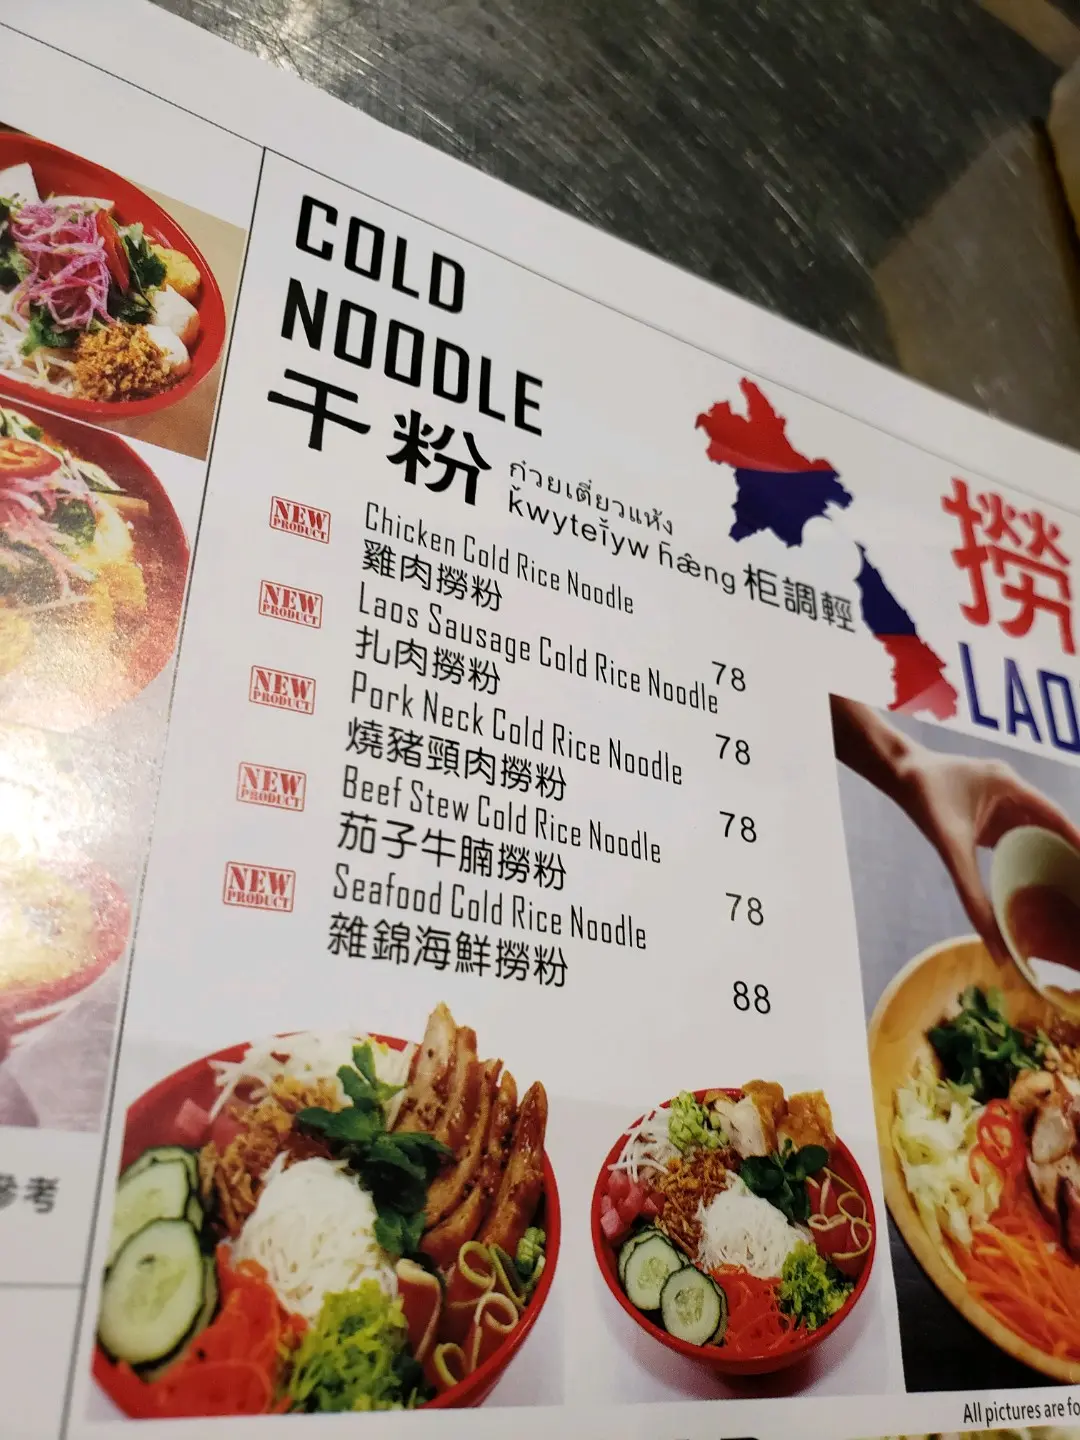 COLD
NOODLE
干粉
ก๋วยเตี๋ยวแห้ง
k̆wyteī̌yw h̄æ̂ng 柜調輕
NEW PRODUCT
Chicken Cold Rice Noodle
雞肉撈粉
78
NEW PRODUCT
Laos Sausage Cold Rice Noodle
扎肉撈粉
78
NEW PRODUCT
Pork Neck Cold Rice Noodle
燒豬頸肉撈粉
78
NEW PRODUCT
Beef Stew Cold Rice Noodle
茄子牛腩撈粉
78
NEW PRODUCT
Seafood Cold Rice Noodle
雜錦海鮮撈粉
88
撈
LAO
參考
All pictures are fo